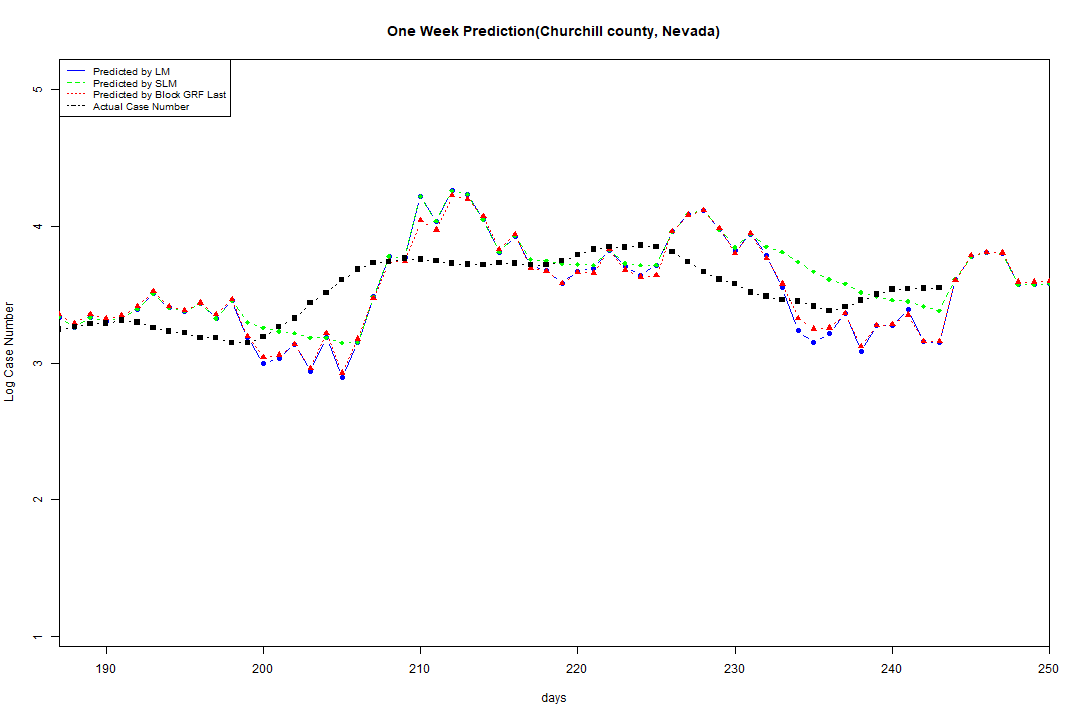 One Week Prediction(Churchill county, Nevada)
Predicted by LM
Predicted by SLM
Predicted by Block GRF Last
Actual Case Number
5
4
3
2
1
Log Case Number
190 200 210 220 230 240 250
days